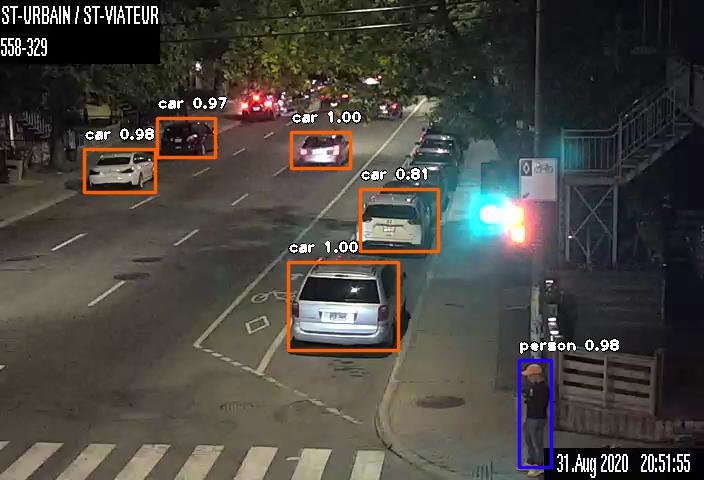 ST-URBAIN / ST-VIATEUR
558-329
car 0.97
car 1.00
car 0.98
car 0.81
car 1.00
person 0.98
31.Aug 2020 20:51:55